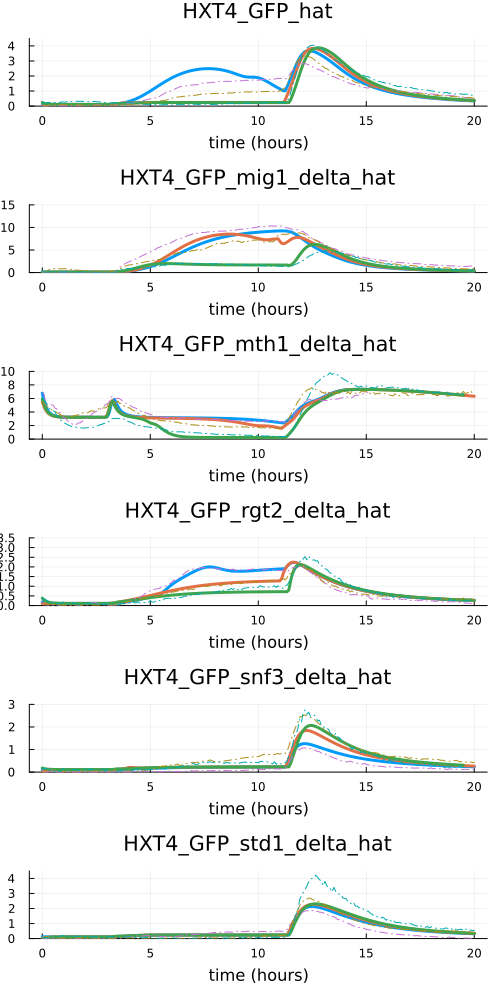 HXT4_GFP_hat
4
3
2
1
0
0 5 10 15 20
time (hours)
HXT4_GFP_mig1_delta_hat
15
10
5
0
0 5 10 15 20
time (hours)
HXT4_GFP_mth1_delta_hat
10
8
6
4
2
0
0 5 10 15 20
time (hours)
HXT4_GFP_rgt2_delta_hat
3.5
3.0
2.5
2.0
1.5
1.0
0.5
0.0
0 5 10 15 20
time (hours)
HXT4_GFP_snf3_delta_hat
3
2
1
0
0 5 10 15 20
time (hours)
HXT4_GFP_std1_delta_hat
4
3
2
1
0
0 5 10 15 20
time (hours)